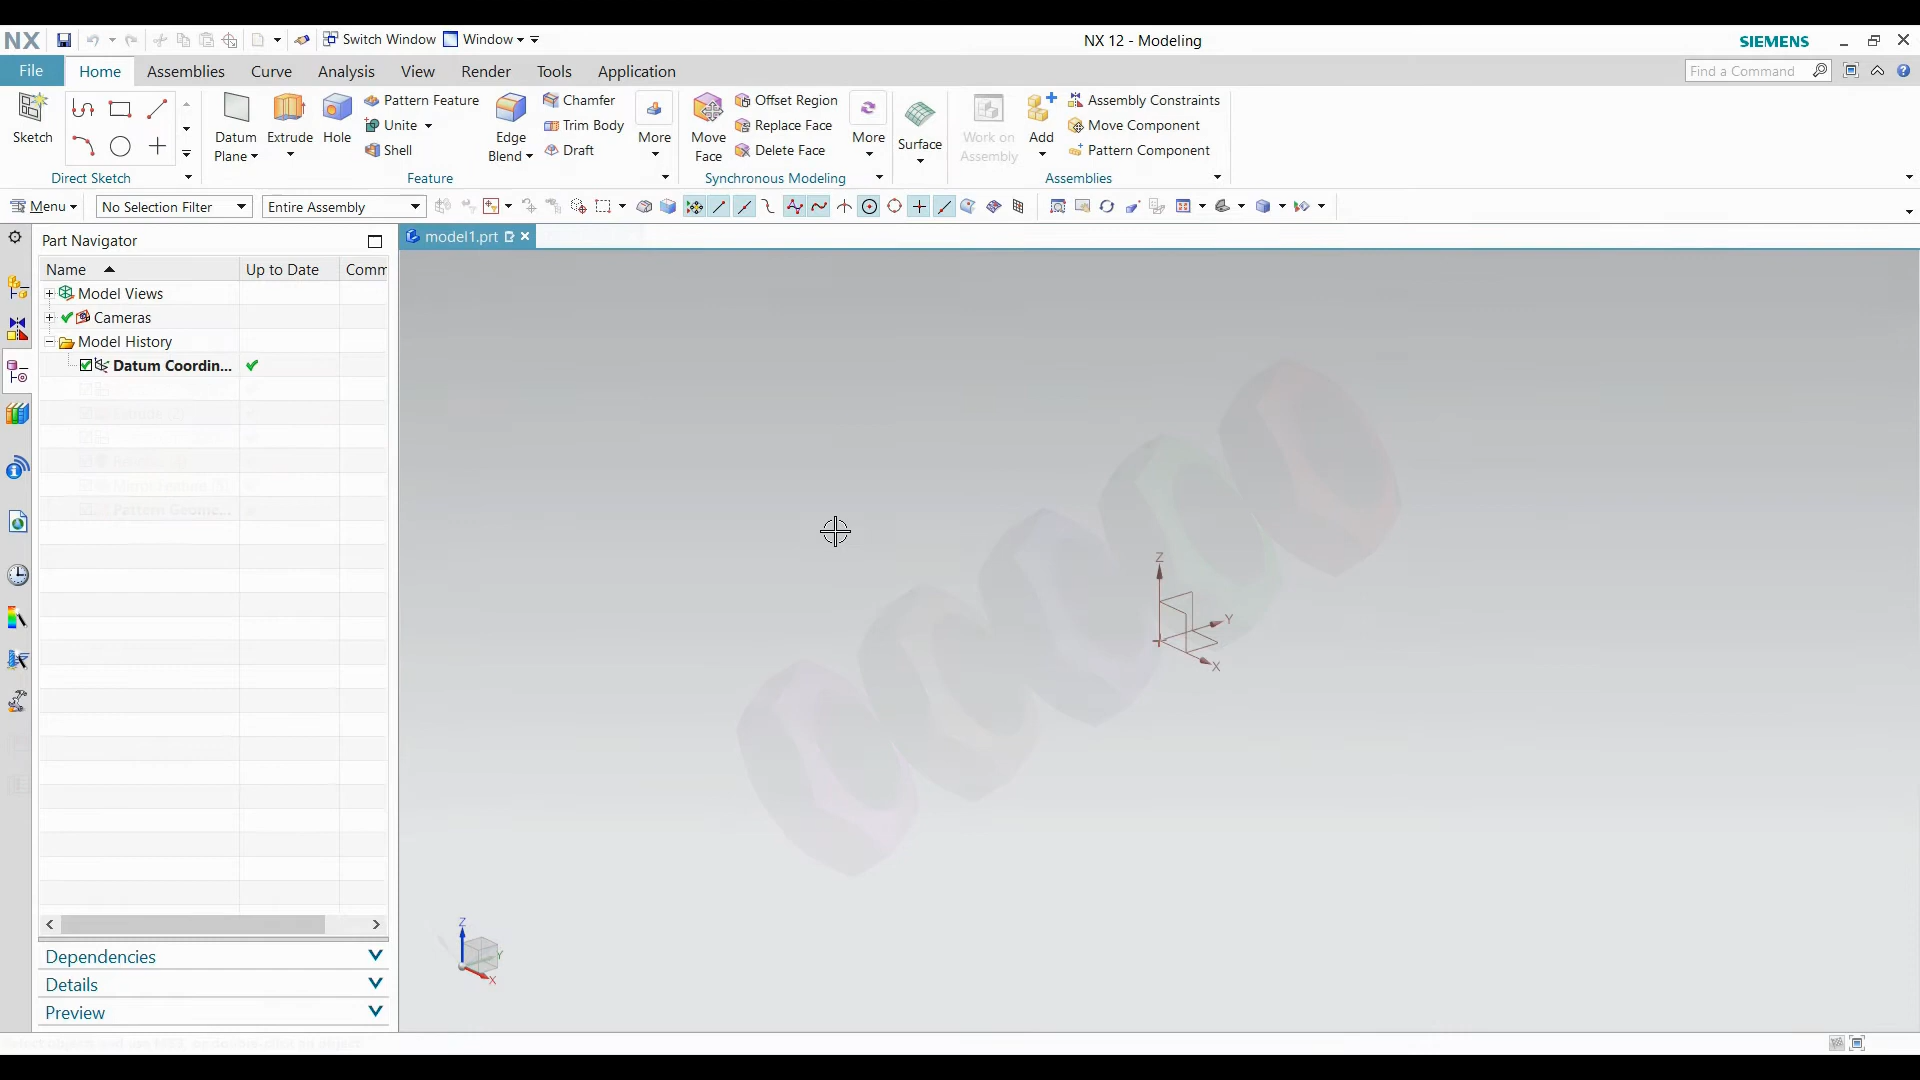 NX Switch Window Window NX 12 - Modeling SIEMENS
File Home Assemblies Curve Analysis View Render Tools Application Find a Command
Sketch
Direct Sketch
Datum Plane
Extrude
Hole
Pattern Feature
Unite
Shell
Edge Blend
Chamfer
Trim Body
Draft
More
Feature
Move Face
Offset Region
Replace Face
Delete Face
More
Synchronous Modeling
Surface
Work on Assembly
Add
Assembly Constraints
Move Component
Pattern Component
Assemblies
Menu No Selection Filter Entire Assembly
Part Navigator
model1.prt
Name Up to Date Comm
Model Views
Cameras
Model History
Datum Coordin...
Pattern Geome...
Z
Y
X
Z
Y
X
Dependencies
Details
Preview